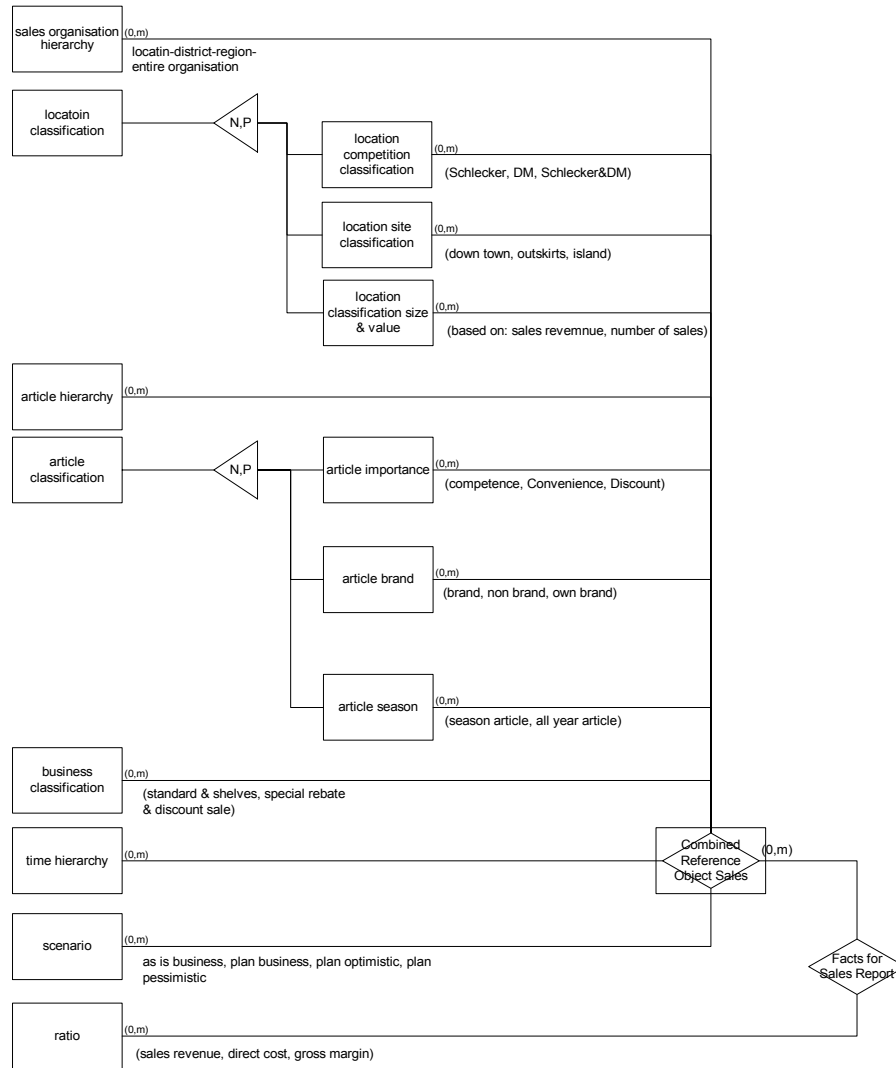 sales organisation
hierarchy
(0,m)
locatin-district-region-
entire organisation
locatoin
classification
N,P
location
competition
classification
(0,m)
(Schlecker, DM, Schlecker&DM)
location site
classification
(0,m)
(down town, outskirts, island)
location
classification size
& value
(0,m)
(based on: sales revemnue, number of sales)
article hierarchy
(0,m)
article
classification
N,P
article importance
(0,m)
(competence, Convenience, Discount)
article brand
(0,m)
(brand, non brand, own brand)
article season
(0,m)
(season article, all year article)
business
classification
(0,m)
(standard & shelves, special rebate
& discount sale)
time hierarchy
(0,m)
Combined
Reference
Object Sales
(0,m)
scenario
(0,m)
as is business, plan business, plan optimistic, plan
pessimistic
Facts for
Sales Report
ratio
(0,m)
(sales revenue, direct cost, gross margin)